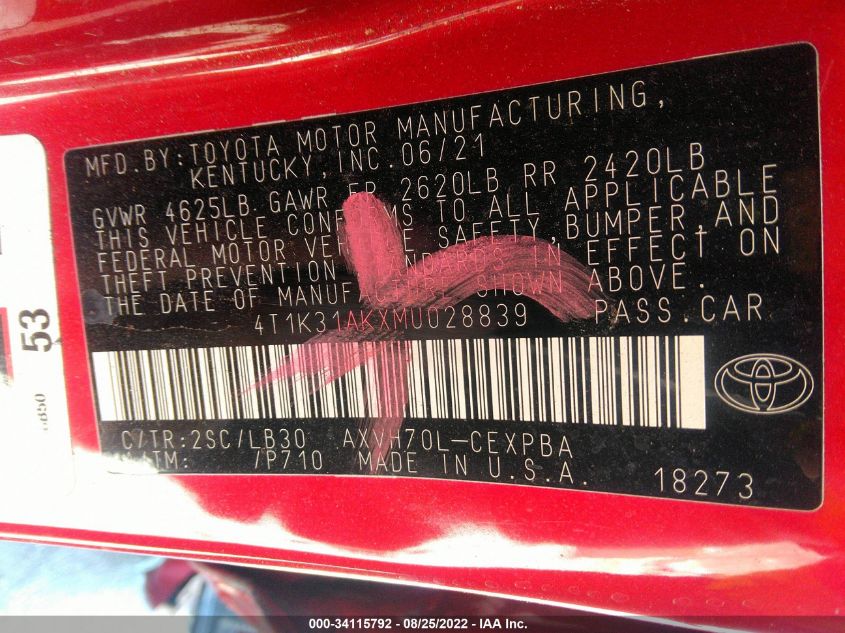 MFD.BY:TOYOTA MOTOR MANUFACTURING,
KENTUCKY,INC.06/21
GVWR 4625LB.GAWR FR 2620LB RR 2420LB
THIS VEHICLE CONFORMS TO ALL APPLICABLE
FEDERAL MOTOR VEHICLE SAFETY,BUMPER,AND
THEFT PREVENTION STANDARDS IN EFFECT ON
THE DATE OF MANUFACTURE SHOWN ABOVE.
4T1K31AKXMU028839 PASS.CAR
C/TR:2SC/LB30 AXVH70L-CEXPBA
/TM: /P710 MADE IN U.S.A.
18273
53
000-34115792 - 08/25/2022 - IAA Inc.